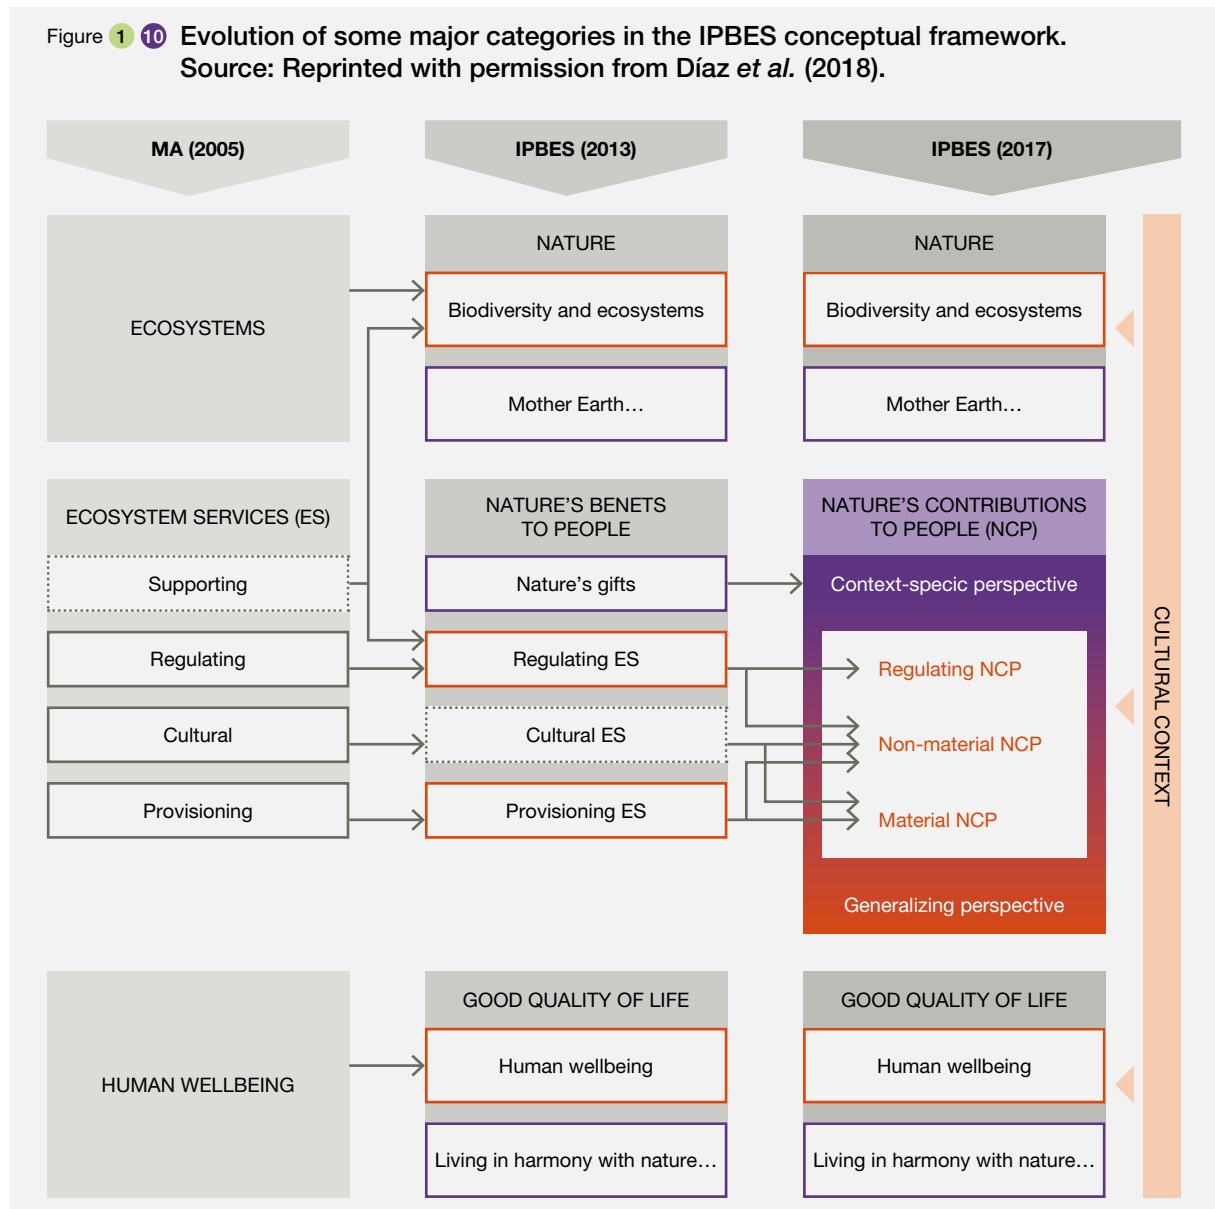 Figure 1 10 Evolution of some major categories in the IPBES conceptual framework.
Source: Reprinted with permission from Díaz et al. (2018).
MA (2005)
IPBES (2013)
IPBES (2017)
ECOSYSTEMS
NATURE
Biodiversity and ecosystems
Mother Earth…
NATURE
Biodiversity and ecosystems
Mother Earth…
ECOSYSTEM SERVICES (ES)
Supporting
Regulating
Cultural
Provisioning
NATURE’S BENETS
TO PEOPLE
Nature’s gifts
Regulating ES
Cultural ES
Provisioning ES
NATURE’S CONTRIBUTIONS
TO PEOPLE (NCP)
Context-specic perspective
Regulating NCP
Non-material NCP
Material NCP
Generalizing perspective
HUMAN WELLBEING
GOOD QUALITY OF LIFE
Human wellbeing
Living in harmony with nature…
GOOD QUALITY OF LIFE
Human wellbeing
Living in harmony with nature…
CULTURAL CONTEXT